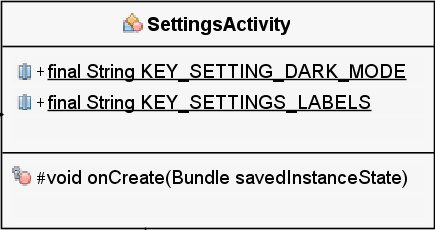 SettingsActivity
+final String KEY_SETTING_DARK_MODE
+final String KEY_SETTINGS_LABELS
#void onCreate(Bundle savedInstanceState)